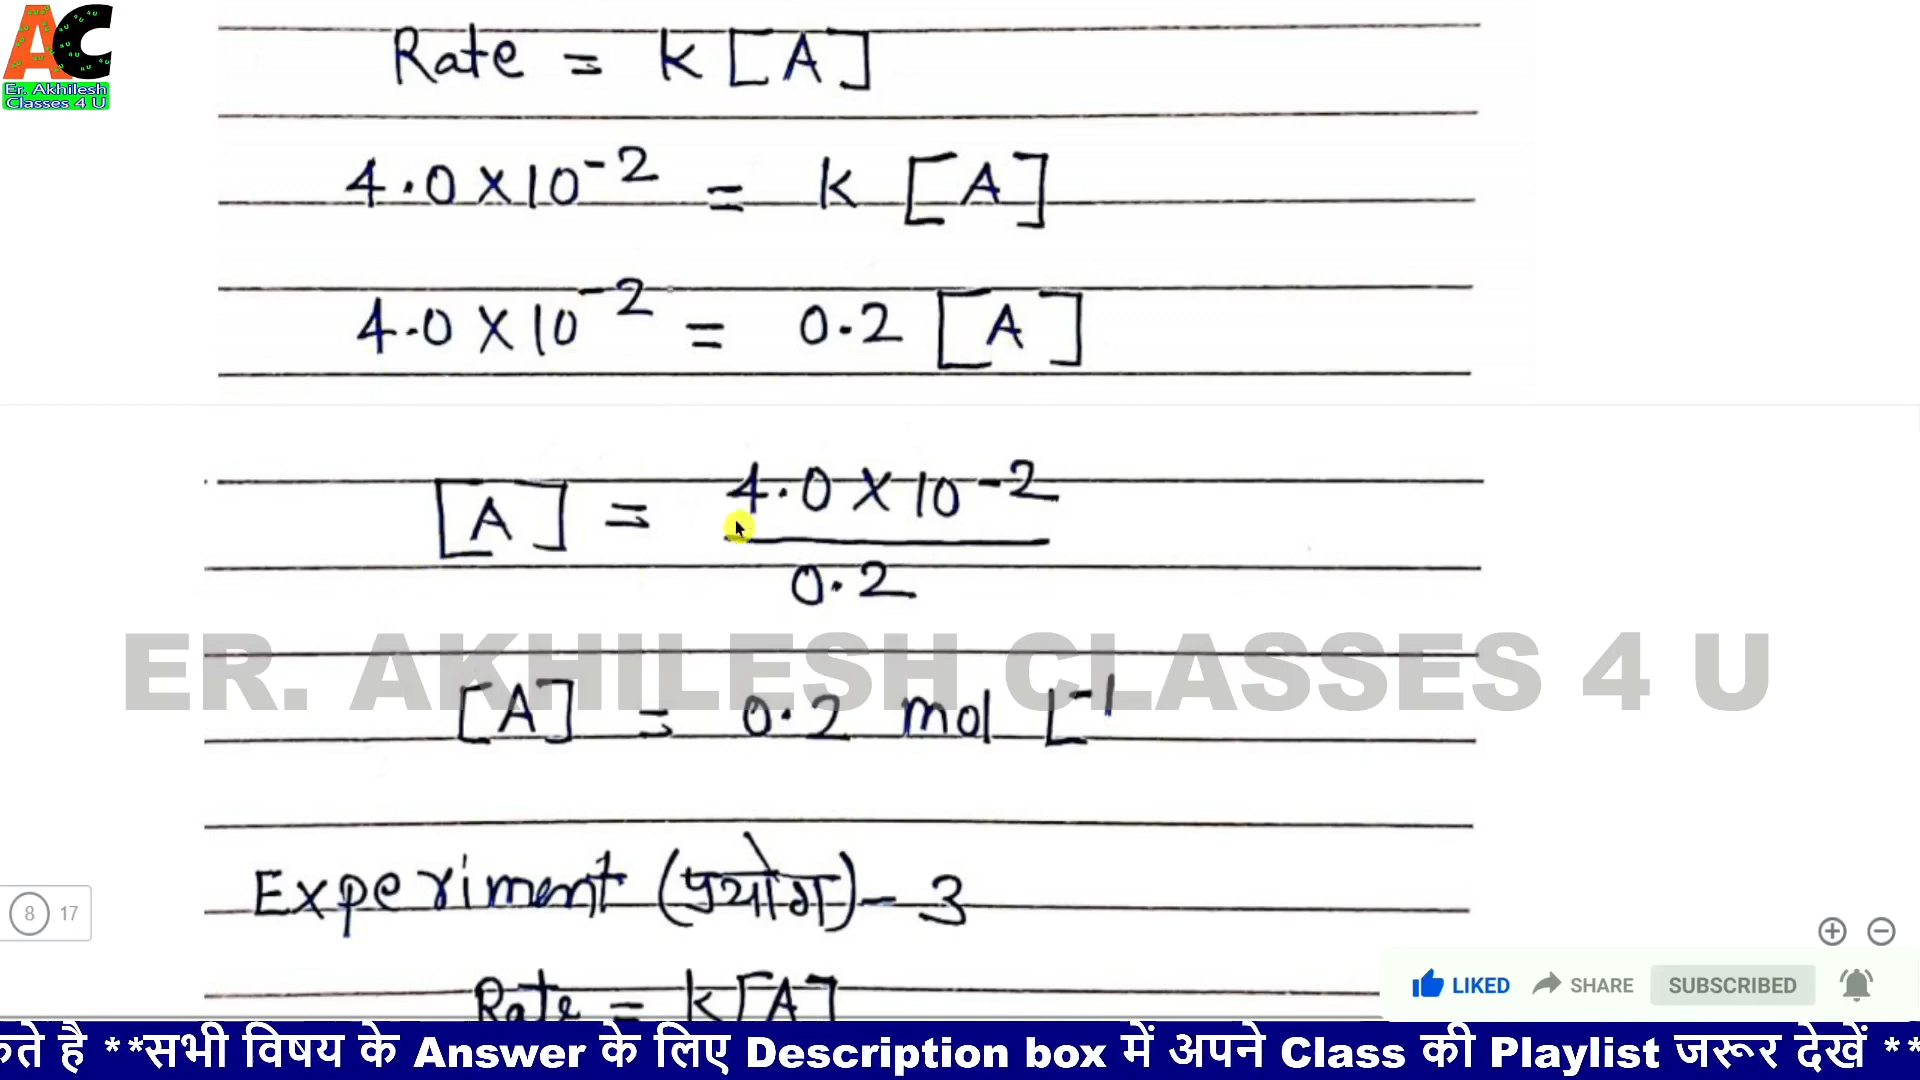 AC
Er. Akhilesh
Classes 4 U
Rate = k [A]
4.0 × 10⁻² = k [A]
4.0 × 10⁻² = 0.2 [A]
[A] = 4.0 × 10⁻²
0.2
ER. AKHILESH CLASSES 4 U
[A] = 0.2 mol L⁻¹
Experiment (प्रयोग) - 3
8 17
Rate = k [A]
LIKED SHARE SUBSCRIBED
है **सभी विषय के Answer के लिए Description box में अपने Class की Playlist जरूर देखें **